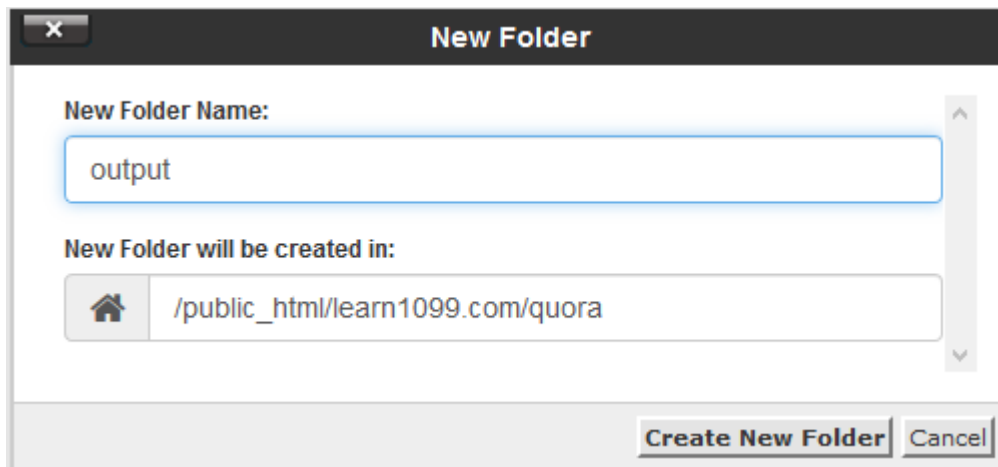 New Folder
New Folder Name:
output
New Folder will be created in:
/public_html/learn1099.com/quora
Create New Folder Cancel